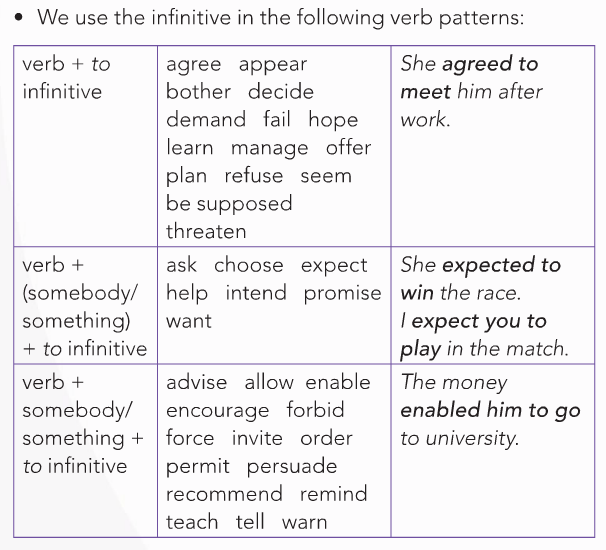 • We use the infinitive in the following verb patterns:
verb + to
infinitive
agree appear
bother decide
demand fail hope
learn manage offer
plan refuse seem
be supposed
threaten
She agreed to
meet him after
work.
verb +
(somebody/
something)
+ to infinitive
ask choose expect
help intend promise
want
She expected to
win the race.
I expect you to
play in the match.
verb +
somebody/
something +
to infinitive
advise allow enable
encourage forbid
force invite order
permit persuade
recommend remind
teach tell warn
The money
enabled him to go
to university.